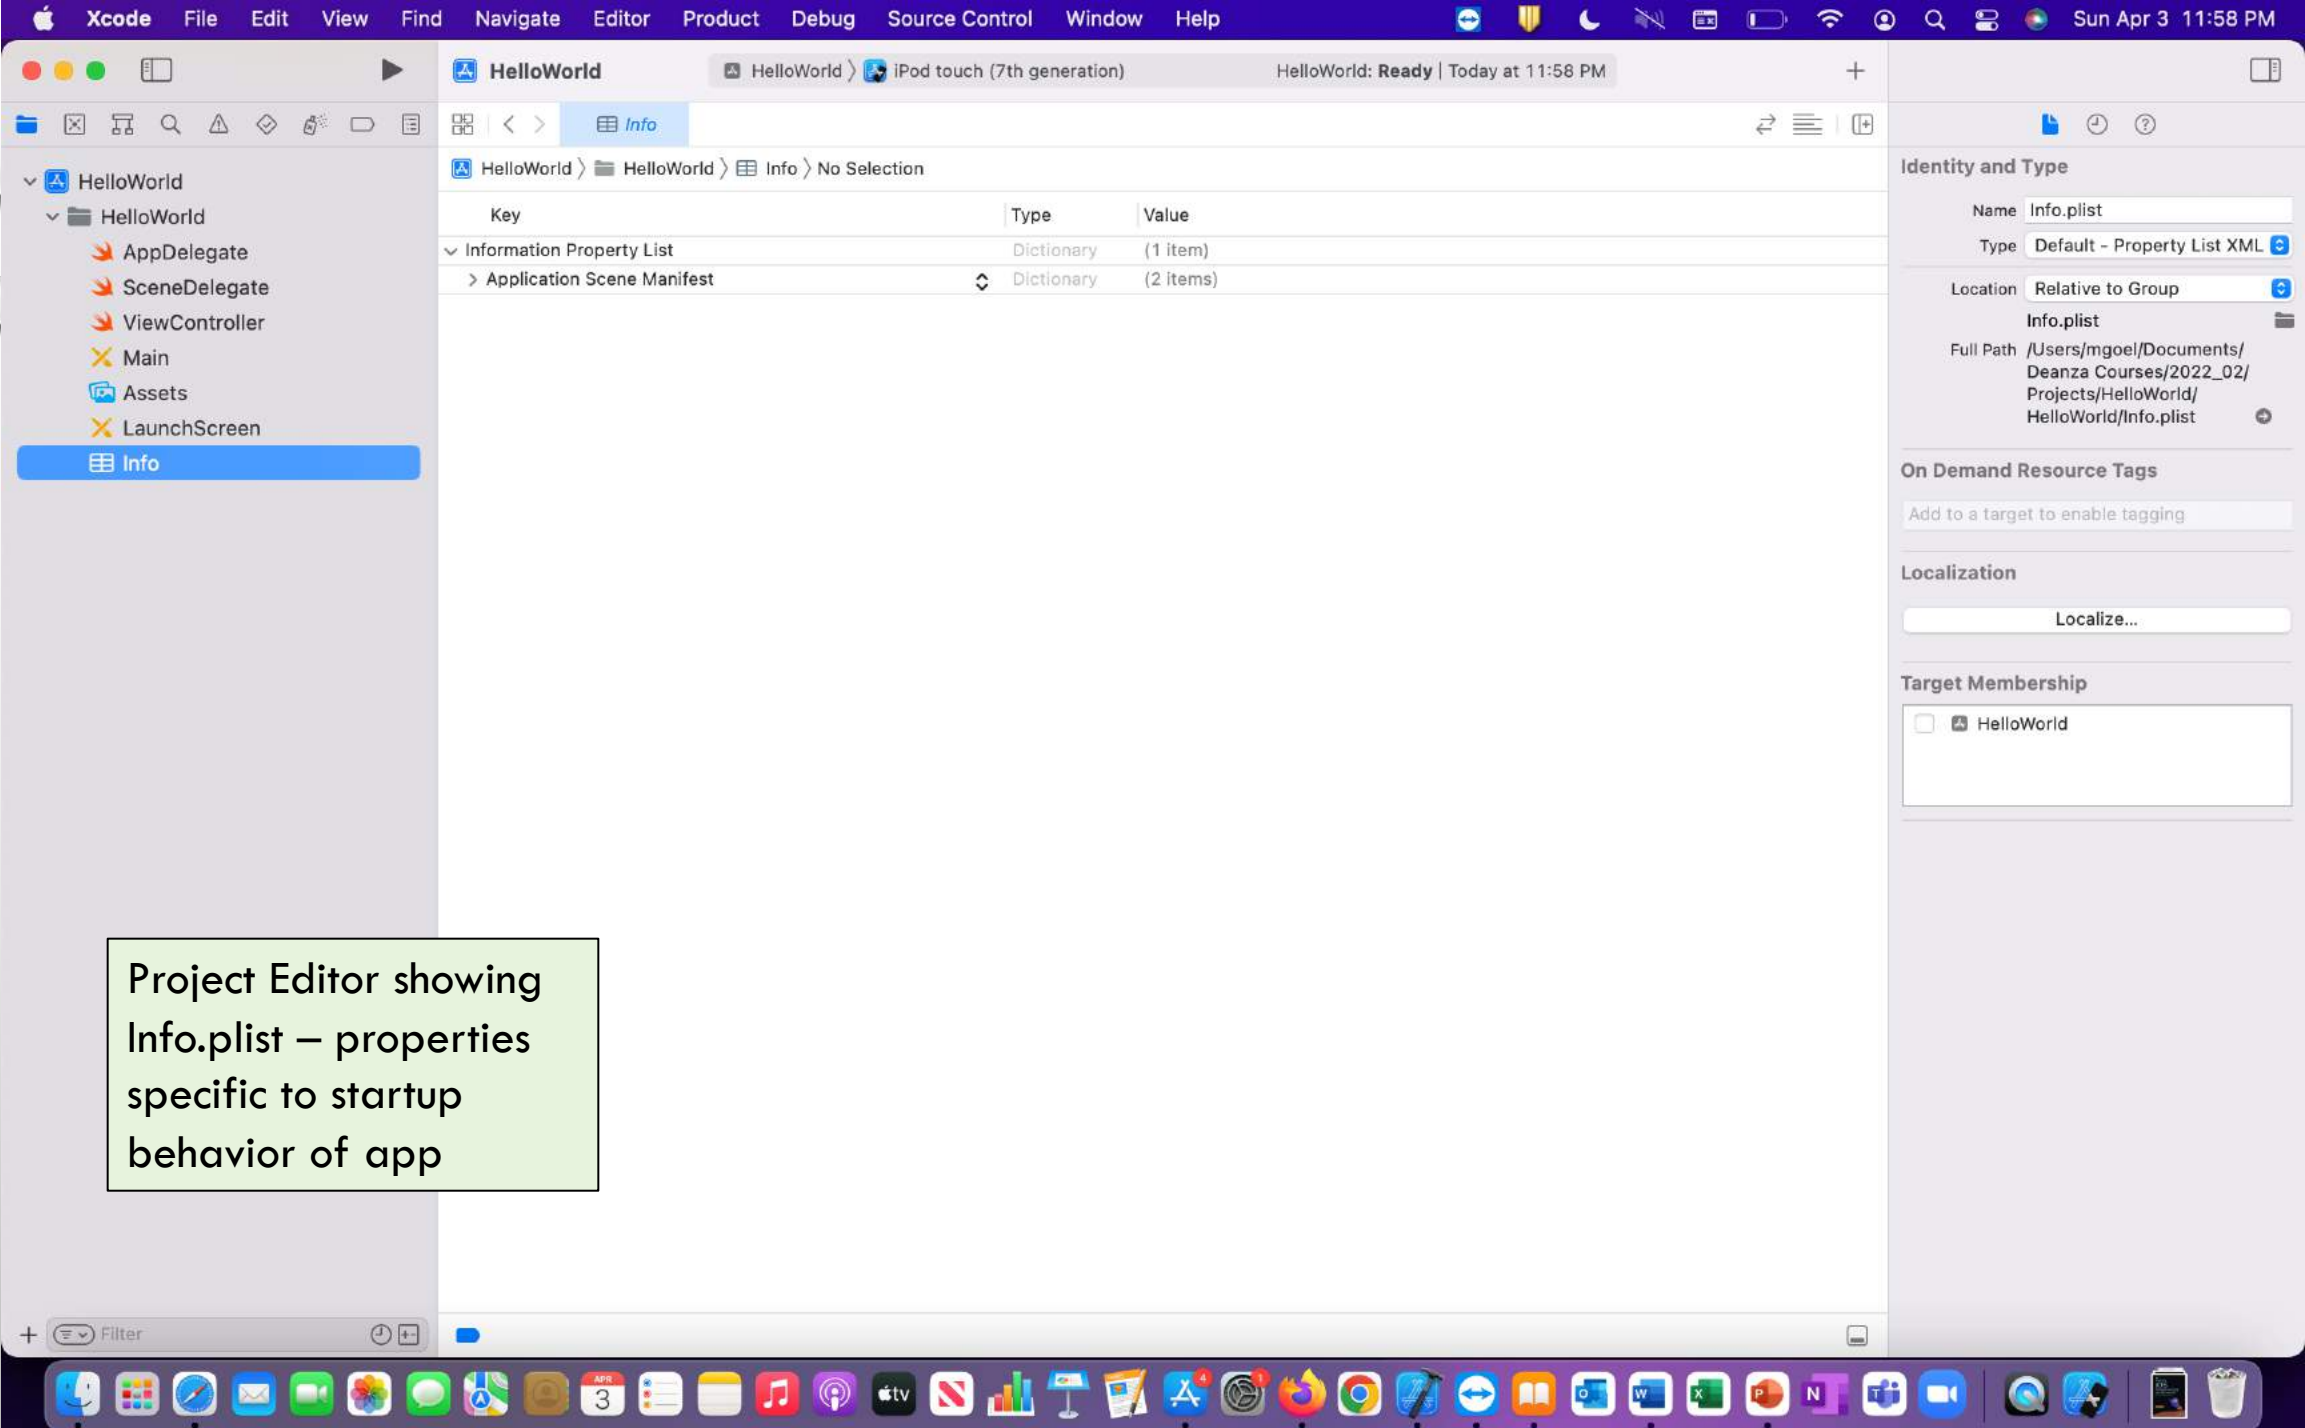 Xcode File Edit View Find Navigate Editor Product Debug Source Control Window Help Sun Apr 3 11:58 PM
HelloWorld HelloWorld 〉 iPod touch (7th generation) HelloWorld: Ready | Today at 11:58 PM
Info
HelloWorld 〉 HelloWorld 〉 Info 〉 No Selection
HelloWorld
HelloWorld
AppDelegate
SceneDelegate
ViewController
Main
Assets
LaunchScreen
Info
Key Type Value
Information Property List Dictionary (1 item)
Application Scene Manifest Dictionary (2 items)
Identity and Type
Name Info.plist
Type Default - Property List XML
Location Relative to Group
Info.plist
Full Path /Users/mgoel/Documents/
Deanza Courses/2022_02/
Projects/HelloWorld/
HelloWorld/Info.plist
On Demand Resource Tags
Add to a target to enable tagging
Localization
Localize...
Target Membership
HelloWorld
Project Editor showing
Info.plist – properties
specific to startup
behavior of app
Filter
APR
3
tv
4
1